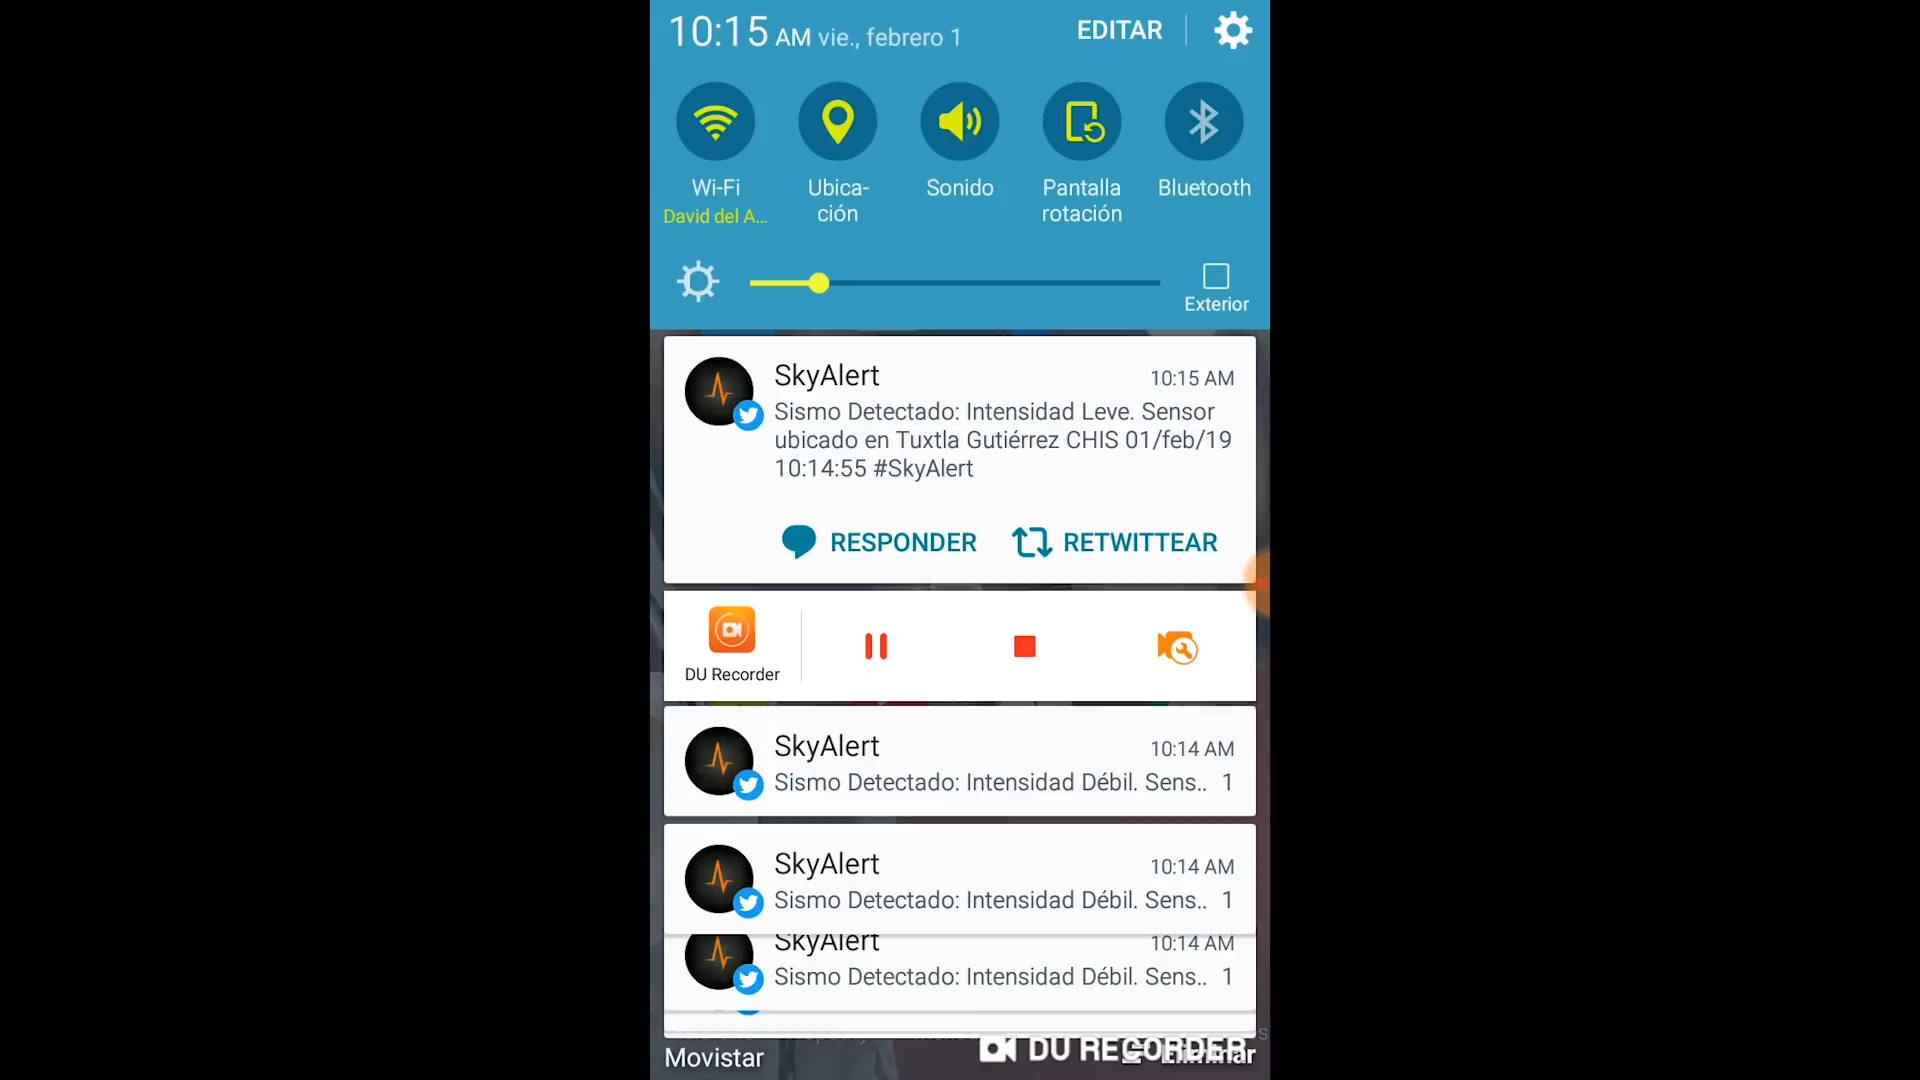 10:15 AM vie., febrero 1
EDITAR
Wi-Fi
David del A...
Ubica-
ción
Sonido
Pantalla
rotación
Bluetooth
Exterior
SkyAlert
10:15 AM
Sismo Detectado: Intensidad Leve. Sensor
ubicado en Tuxtla Gutiérrez CHIS 01/feb/19
10:14:55 #SkyAlert
RESPONDER
RETWITTEAR
DU Recorder
SkyAlert
10:14 AM
Sismo Detectado: Intensidad Débil. Sens.. 1
SkyAlert
10:14 AM
Sismo Detectado: Intensidad Débil. Sens.. 1
SkyAlert
10:14 AM
Sismo Detectado: Intensidad Débil. Sens.. 1
Movistar
DU RECORDER
Eliminar